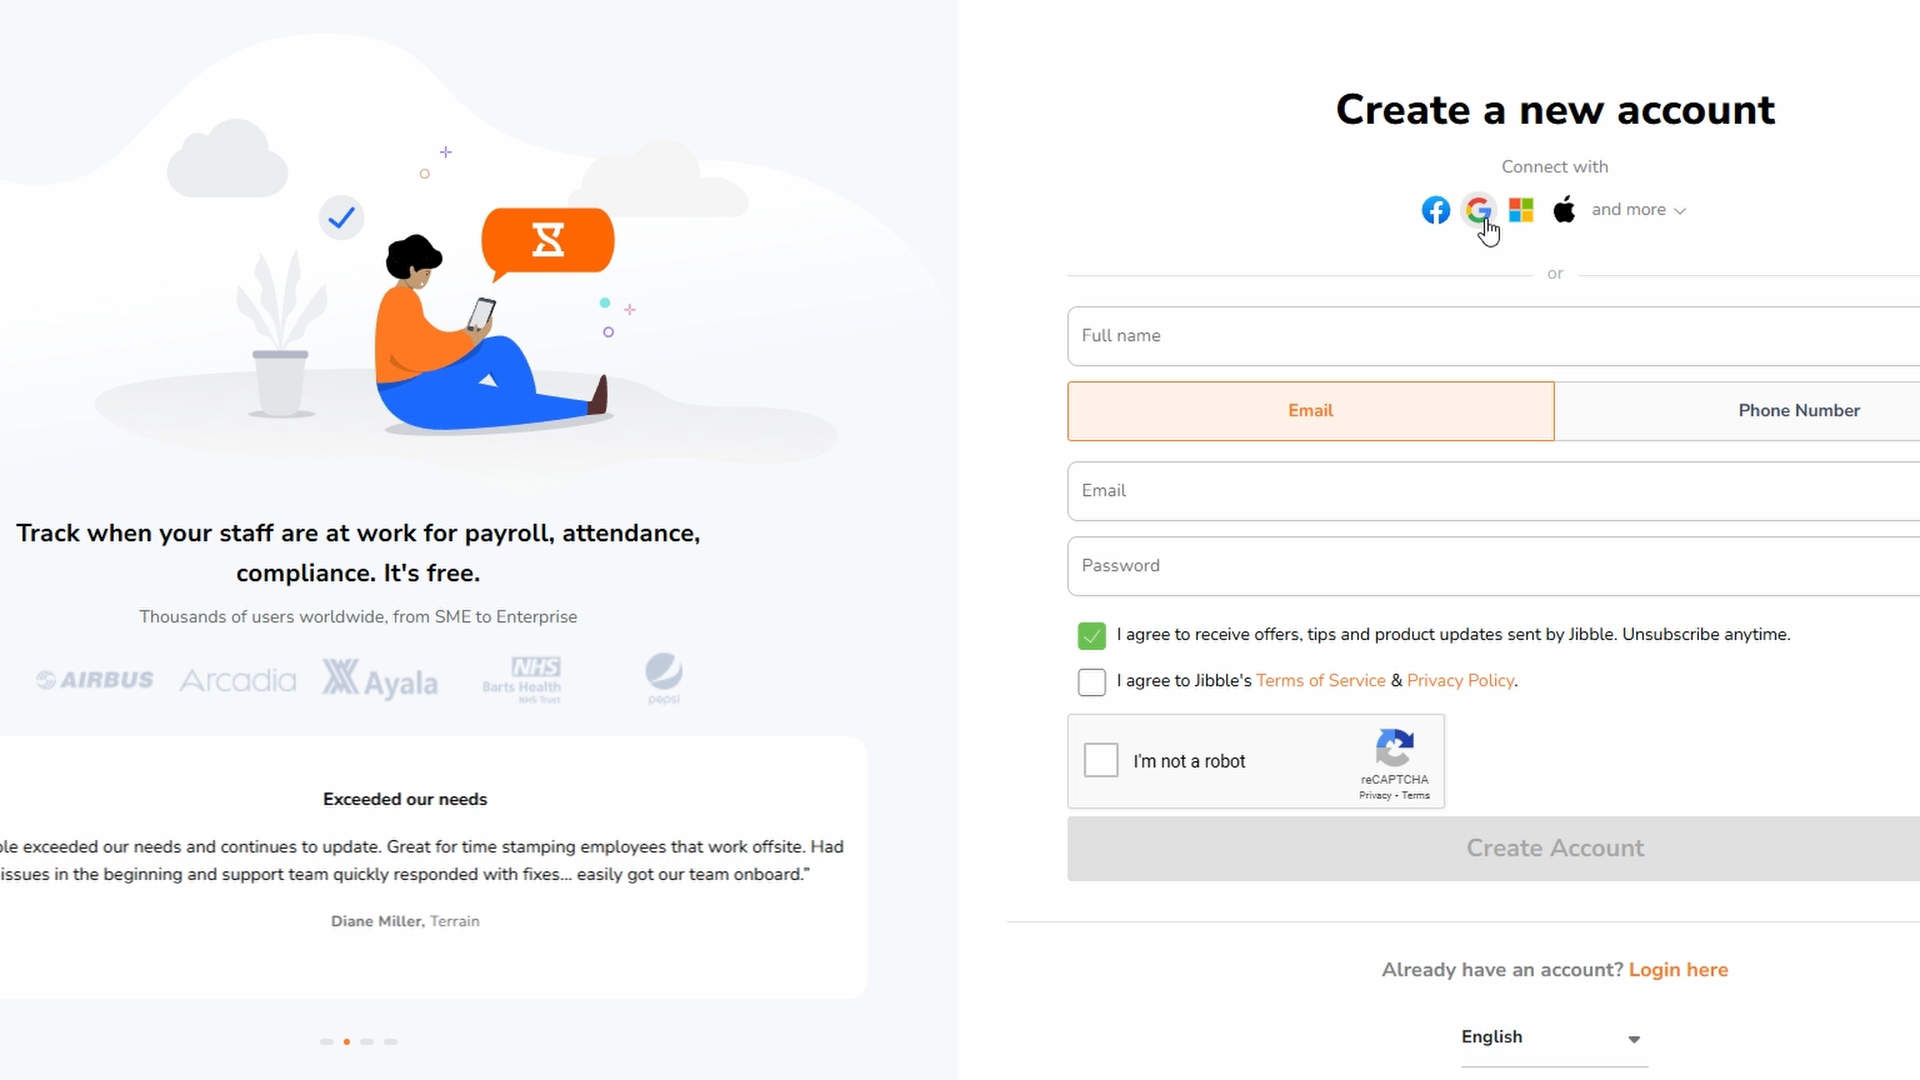 Track when your staff are at work for payroll, attendance,
compliance. It's free.
Thousands of users worldwide, from SME to Enterprise
AIRBUS Arcadia Ayala NHS
Barts Health
NHS Trust
pepsi
Exceeded our needs
exceeded our needs and continues to update. Great for time stamping employees that work offsite. Had
issues in the beginning and support team quickly responded with fixes... easily got our team onboard.”
Diane Miller, Terrain
Create a new account
Connect with
and more
or
Full name
Email Phone Number
Email
Password
I agree to receive offers, tips and product updates sent by Jibble. Unsubscribe anytime.
I agree to Jibble's Terms of Service & Privacy Policy.
I'm not a robot
reCAPTCHA
Privacy - Terms
Create Account
Already have an account? Login here
English